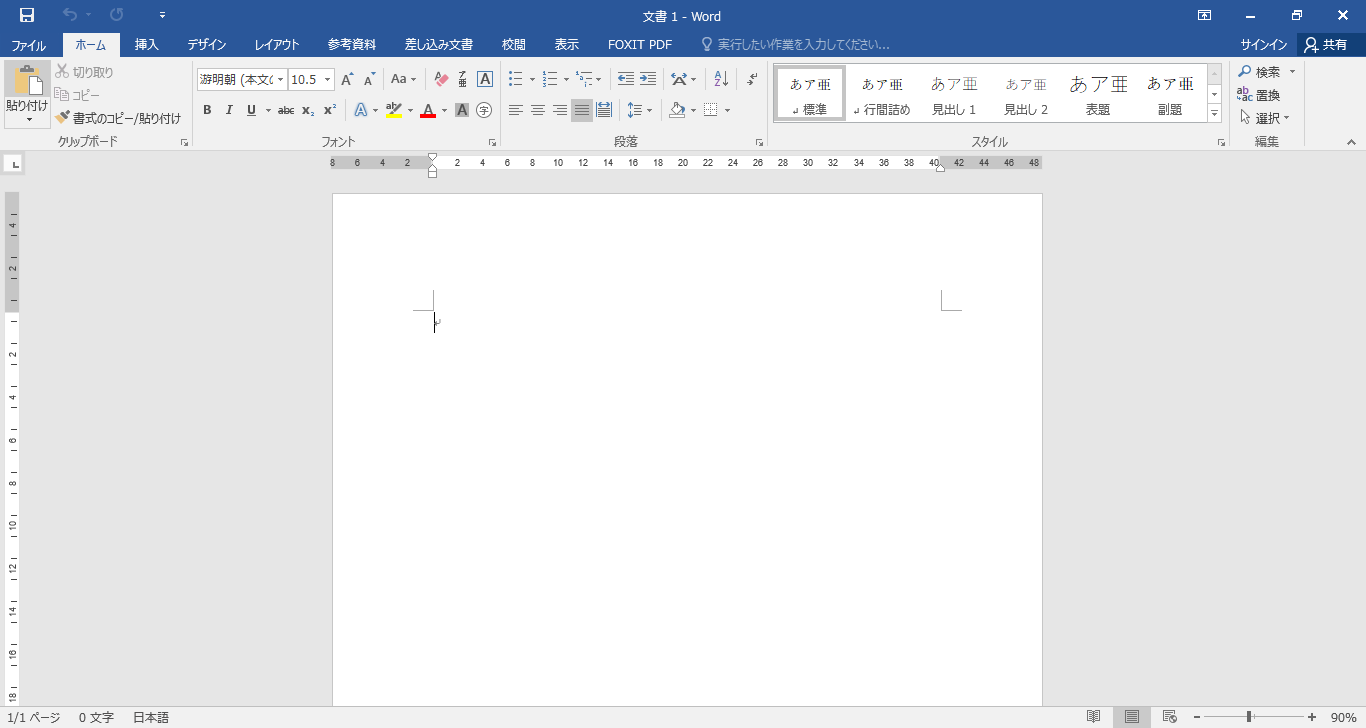 文書 1 - Word
ファイル ホーム 挿入 デザイン レイアウト 参考資料 差し込み文書 校閲 表示 FOXIT PDF 実行したい作業を入力してください... サインイン 共有
貼り付け
切り取り
コピー
書式のコピー/貼り付け
クリップボード
游明朝 (本文の 10.5 A A Aa A 亜 A
B I U abc x₂ x² A ab A A 字
フォント
段落
あア亜 あア亜 あア亜 あア亜 あア亜 あア亜
↲ 標準 ↲ 行間詰め 見出し 1 見出し 2 表題 副題
スタイル
検索
置換
選択
編集
8 6 4 2 2 4 6 8 10 12 14 16 18 20 22 24 26 28 30 32 34 36 38 40 42 44 46 48
4
2
2
4
6
8
10
12
14
16
18
1/1 ページ 0 文字 日本語 90%